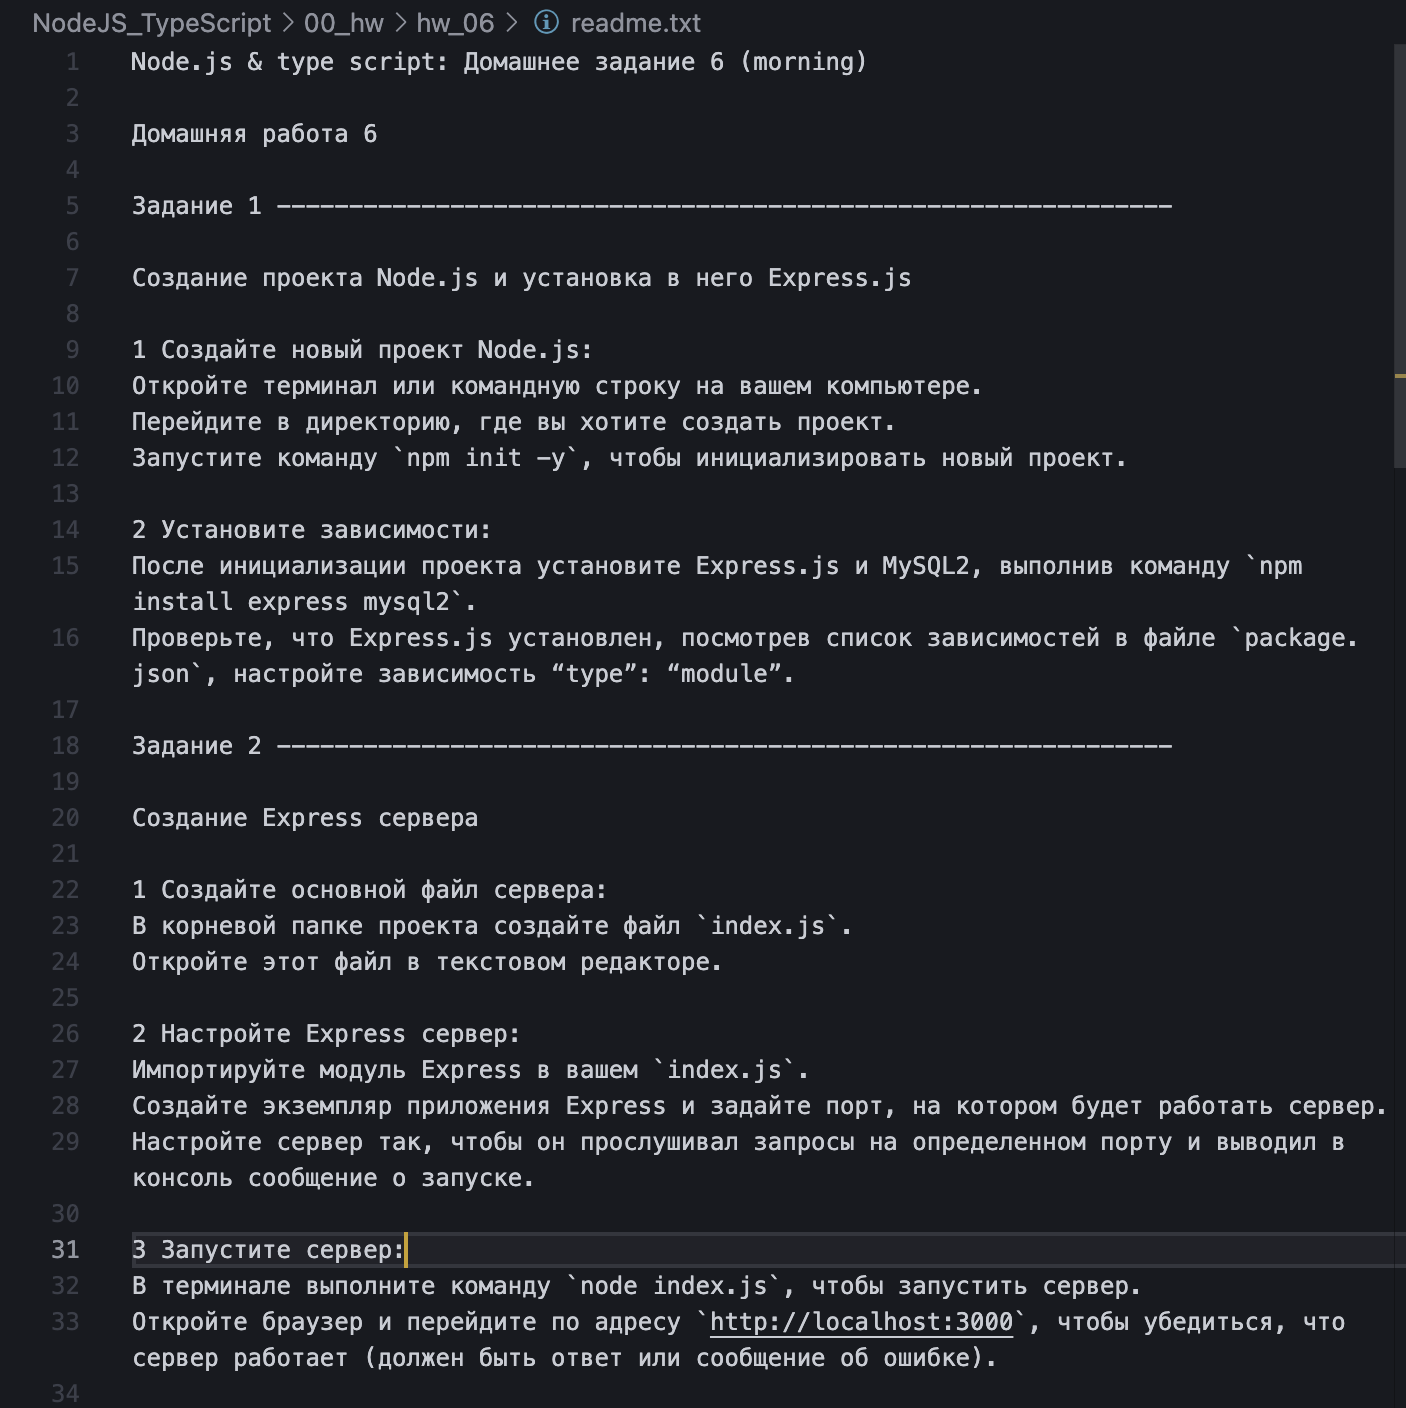 NodeJS_TypeScript > 00_hw > hw_06 > readme.txt
1 Node.js & type script: Домашнее задание 6 (morning)
2
3 Домашняя работа 6
4
5 Задание 1 --------------------------------------------------------------
6
7 Создание проекта Node.js и установка в него Express.js
8
9 1 Создайте новый проект Node.js:
10 Откройте терминал или командную строку на вашем компьютере.
11 Перейдите в директорию, где вы хотите создать проект.
12 Запустите команду `npm init -y`, чтобы инициализировать новый проект.
13
14 2 Установите зависимости:
15 После инициализации проекта установите Express.js и MySQL2, выполнив команду `npm
install express mysql2`.
16 Проверьте, что Express.js установлен, посмотрев список зависимостей в файле `package.
json`, настройте зависимость “type”: “module”.
17
18 Задание 2 --------------------------------------------------------------
19
20 Создание Express сервера
21
22 1 Создайте основной файл сервера:
23 В корневой папке проекта создайте файл `index.js`.
24 Откройте этот файл в текстовом редакторе.
25
26 2 Настройте Express сервер:
27 Импортируйте модуль Express в вашем `index.js`.
28 Создайте экземпляр приложения Express и задайте порт, на котором будет работать сервер.
29 Настройте сервер так, чтобы он прослушивал запросы на определенном порту и выводил в
консоль сообщение о запуске.
30
31 3 Запустите сервер:
32 В терминале выполните команду `node index.js`, чтобы запустить сервер.
33 Откройте браузер и перейдите по адресу `http://localhost:3000`, чтобы убедиться, что
сервер работает (должен быть ответ или сообщение об ошибке).
34